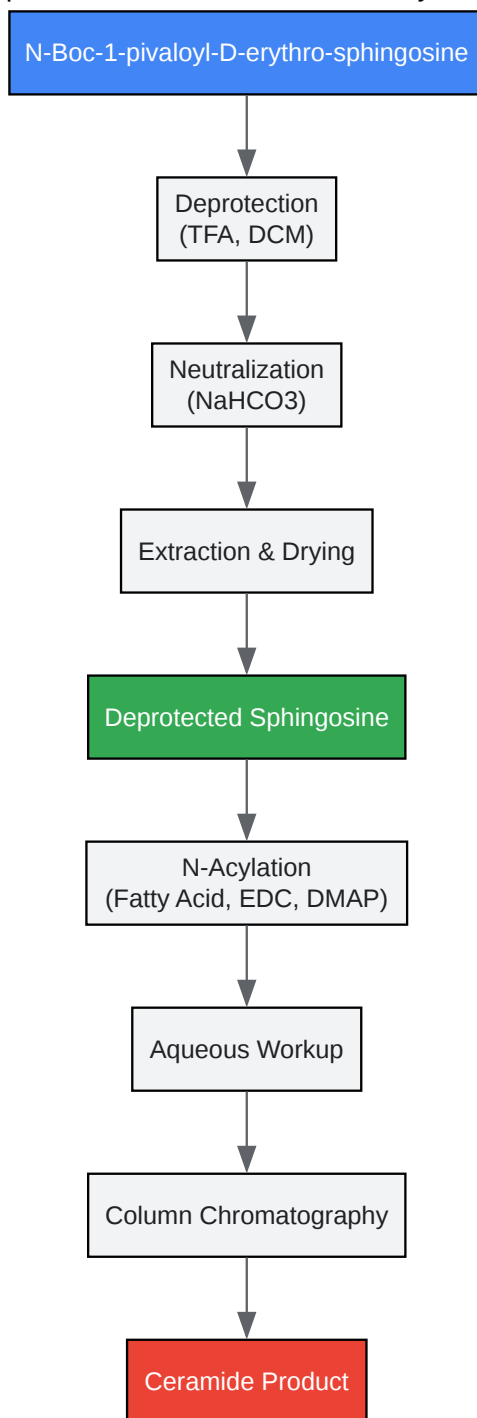 N-Boc-1-pivaloyl-D-erythro-sphingosine
Deprotection
(TFA, DCM)
Neutralization
(NaHCO3)
Extraction & Drying
Deprotected Sphingosine
N-Acylation
(Fatty Acid, EDC, DMAP)
Aqueous Workup
Column Chromatography
Ceramide Product